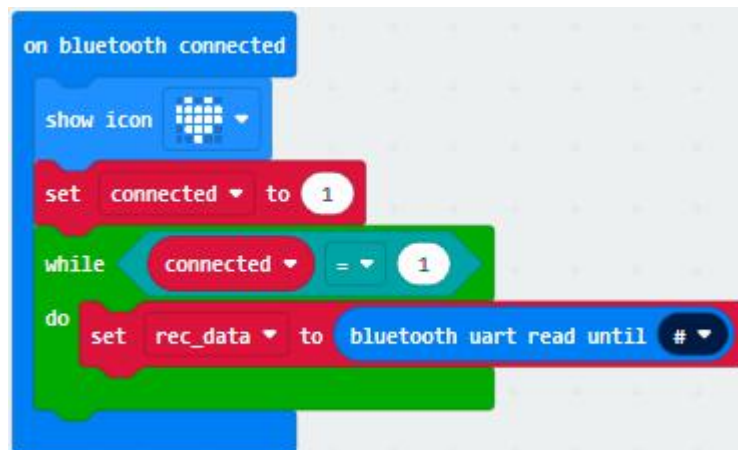 on bluetooth connected
show icon
set connected to 1
while connected = 1
do
set rec_data to bluetooth uart read until #